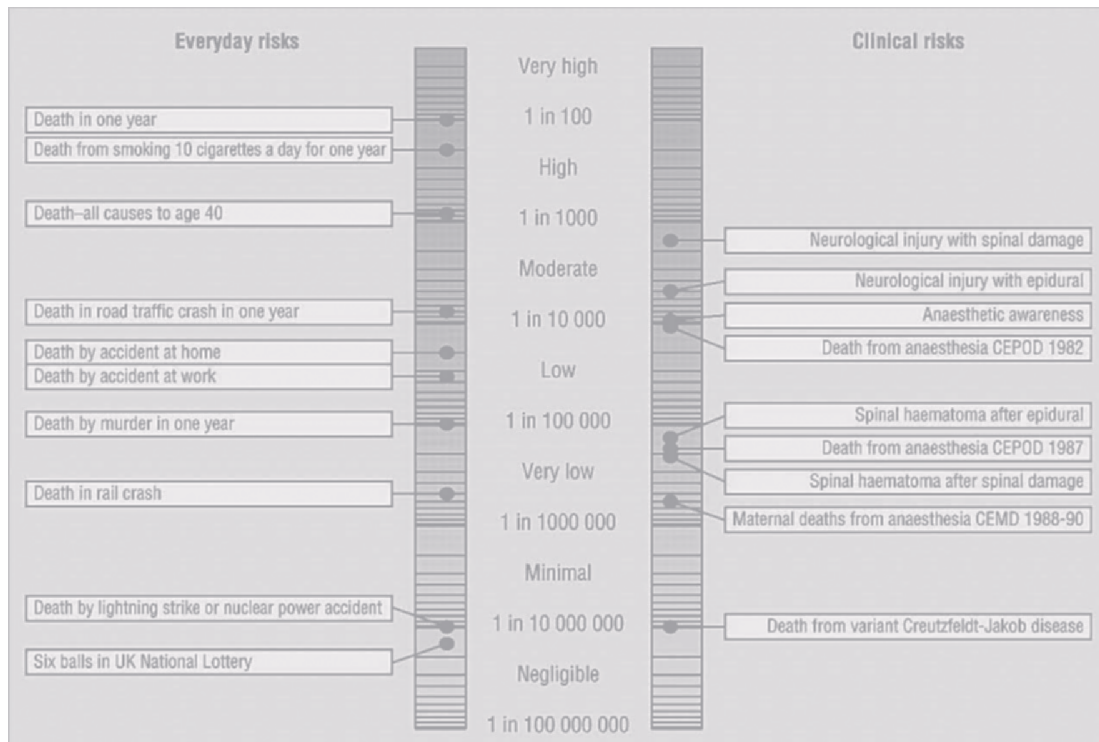 Everyday risks
Clinical risks
Very high
1 in 100
High
1 in 1000
Moderate
1 in 10 000
Low
1 in 100 000
Very low
1 in 1000 000
Minimal
1 in 10 000 000
Negligible
1 in 100 000 000
Death in one year
Death from smoking 10 cigarettes a day for one year
Death–all causes to age 40
Death in road traffic crash in one year
Death by accident at home
Death by accident at work
Death by murder in one year
Death in rail crash
Death by lightning strike or nuclear power accident
Six balls in UK National Lottery
Neurological injury with spinal damage
Neurological injury with epidural
Anaesthetic awareness
Death from anaesthesia CEPOD 1982
Spinal haematoma after epidural
Death from anaesthesia CEPOD 1987
Spinal haematoma after spinal damage
Maternal deaths from anaesthesia CEMD 1988-90
Death from variant Creutzfeldt-Jakob disease